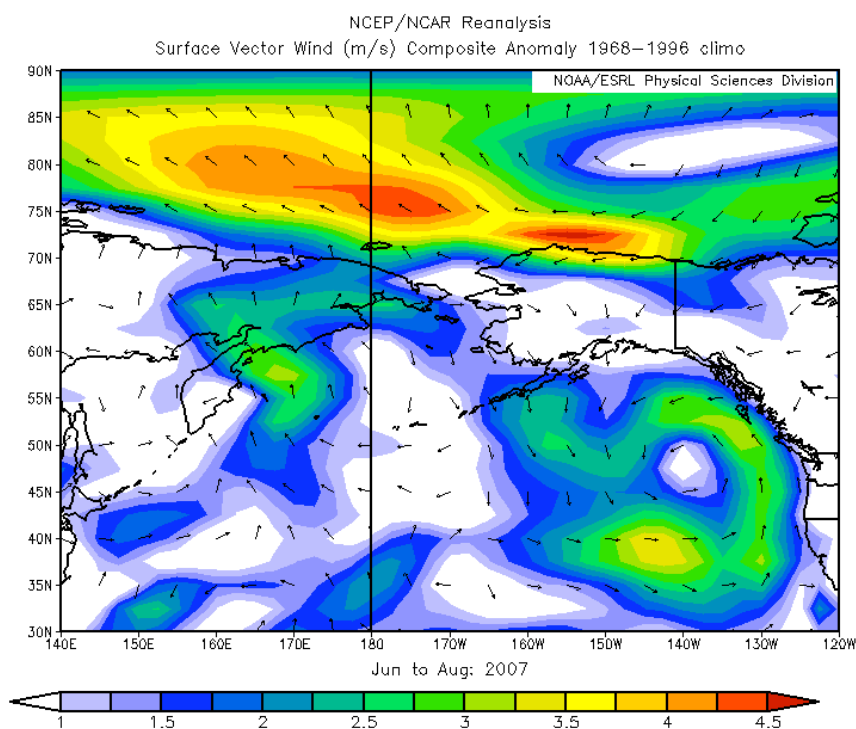 NCEP/NCAR Reanalysis
Surface Vector Wind (m/s) Composite Anomaly 1968-1996 climo
NOAA/ESRL Physical Sciences Division
90N
85N
80N
75N
70N
65N
60N
55N
50N
45N
40N
35N
30N
140E 150E 160E 170E 180 170W 160W 150W 140W 130W 120W
Jun to Aug: 2007
1 1.5 2 2.5 3 3.5 4 4.5